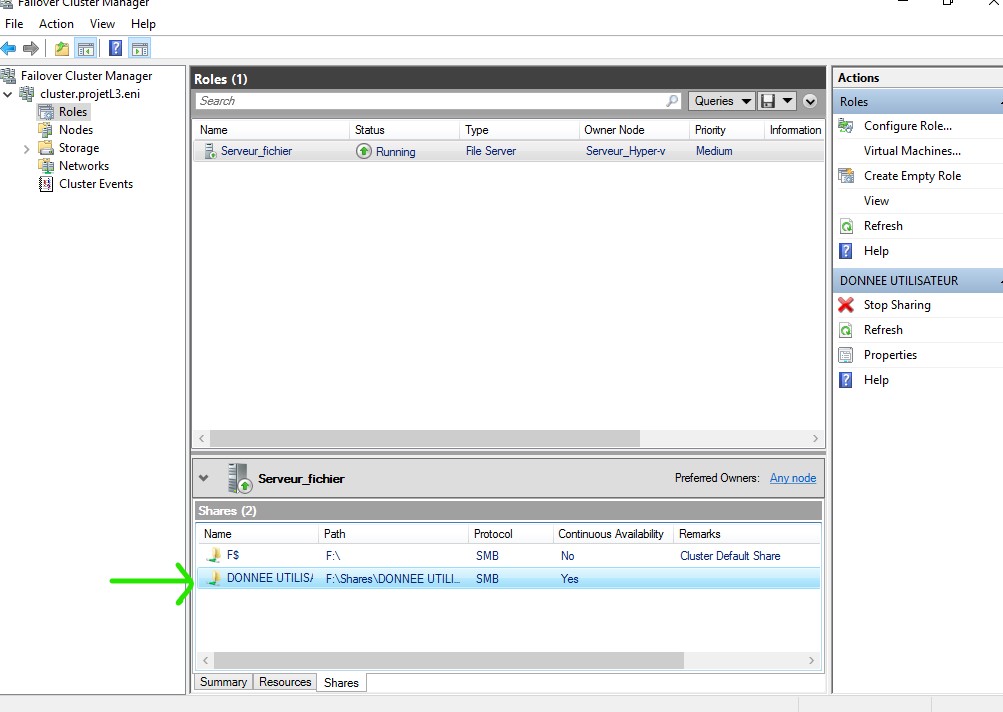 Failover Cluster Manager
File Action View Help
Failover Cluster Manager
cluster.projetL3.eni
Roles
Nodes
Storage
Networks
Cluster Events
Roles (1)
Search
Queries
Name Status Type Owner Node Priority Information
Serveur_fichier Running File Server Serveur_Hyper-v Medium
Serveur_fichier
Preferred Owners: Any node
Shares (2)
Name Path Protocol Continuous Availability Remarks
F$ F:\ SMB No Cluster Default Share
DONNEE UTILISA F:\Shares\DONNEE UTILI... SMB Yes
Summary Resources Shares
Actions
Roles
Configure Role...
Virtual Machines...
Create Empty Role
View
Refresh
Help
DONNEE UTILISATEUR
Stop Sharing
Refresh
Properties
Help